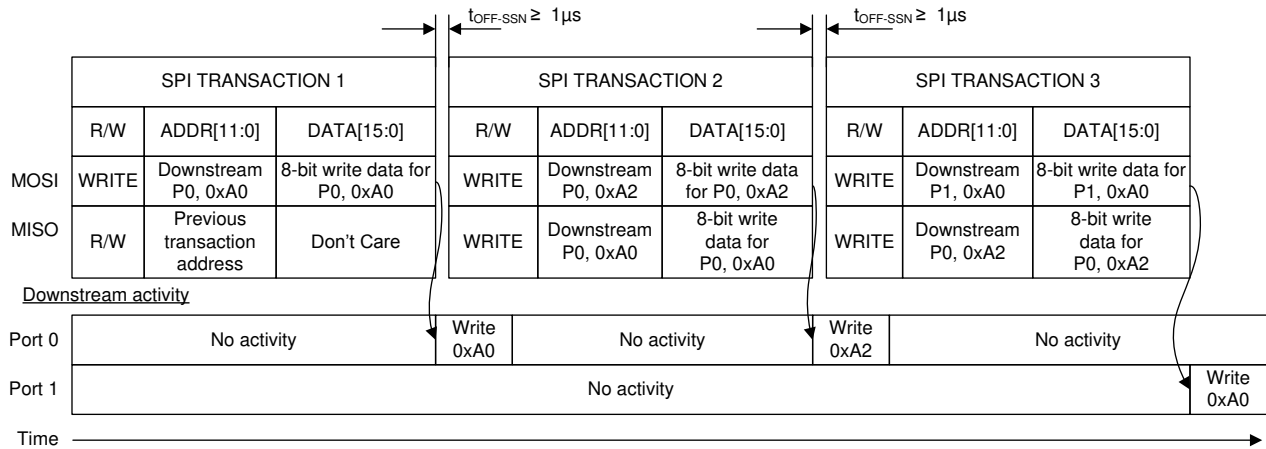 tOFF-SSN ≥ 1µs tOFF-SSN ≥ 1µs
SPI TRANSACTION 1 SPI TRANSACTION 2 SPI TRANSACTION 3
R/W ADDR[11:0] DATA[15:0] R/W ADDR[11:0] DATA[15:0] R/W ADDR[11:0] DATA[15:0]
MOSI WRITE Downstream P0, 0xA0 8-bit write data for P0, 0xA0 WRITE Downstream P0, 0xA2 8-bit write data for P0, 0xA2 WRITE Downstream P1, 0xA0 8-bit write data for P1, 0xA0
MISO R/W Previous transaction address Don't Care WRITE Downstream P0, 0xA0 8-bit write data for P0, 0xA0 WRITE Downstream P0, 0xA2 8-bit write data for P0, 0xA2
Downstream activity
Port 0 No activity Write 0xA0 No activity Write 0xA2 No activity
Port 1 No activity Write 0xA0
Time